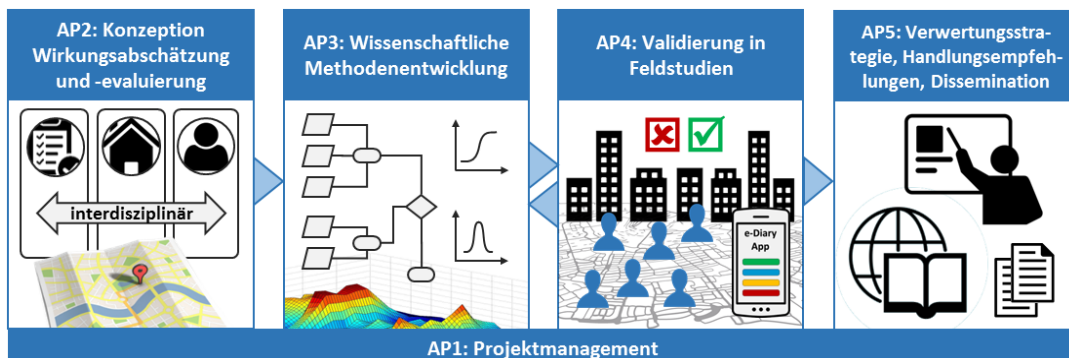 AP2: Konzeption
Wirkungsabschätzung
und -evaluierung
interdisziplinär
AP3: Wissenschaftliche
Methodenentwicklung
AP4: Validierung in
Feldstudien
e-Diary
App
AP5: Verwertungsstra-
tegie, Handlungsempfeh-
lungen, Dissemination
AP1: Projektmanagement